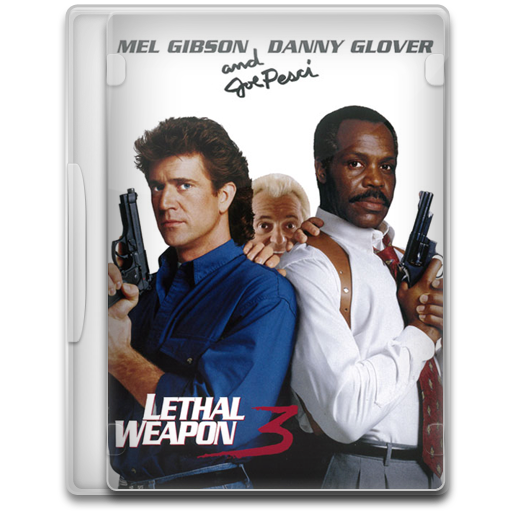 MEL GIBSON DANNY GLOVER
and
Joe Pesci
LETHAL
WEAPON 3